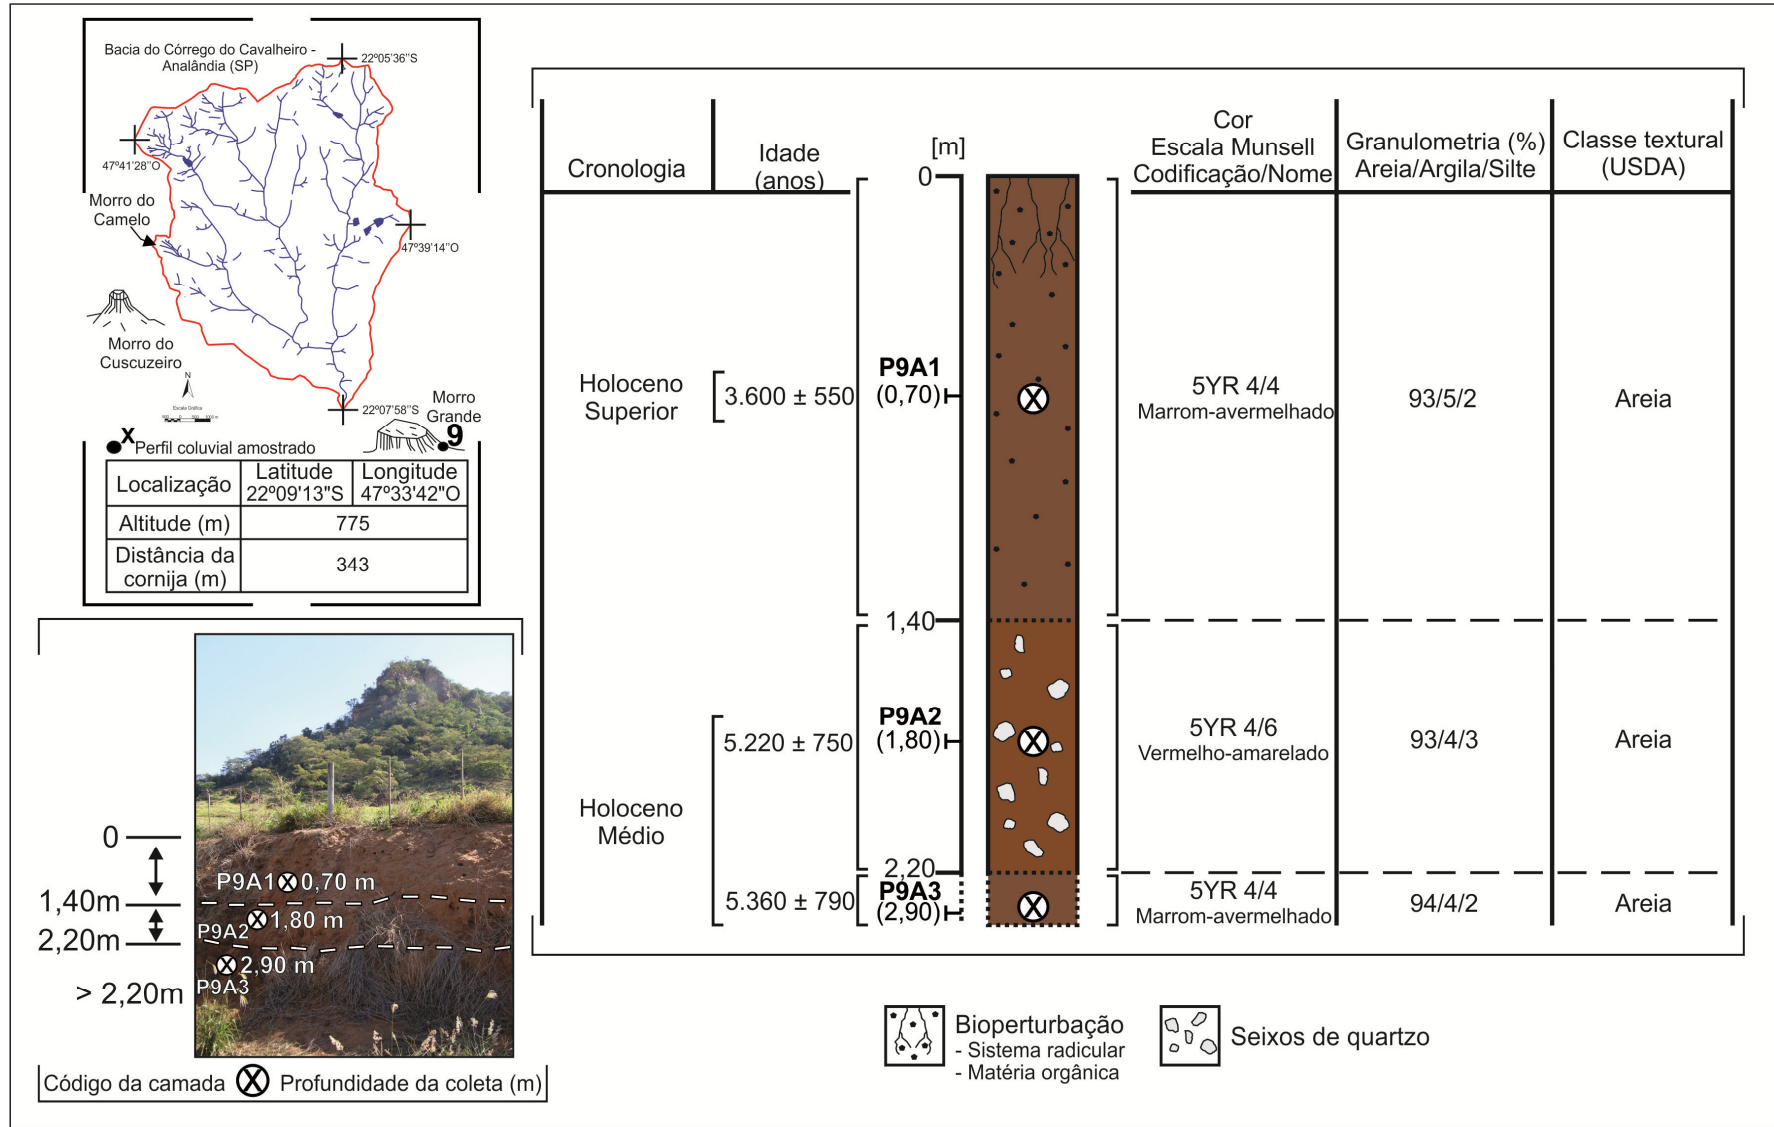 Bacia do Córrego do Cavalheiro -
Analândia (SP)
22º05'36''S
47º41'28''O
Morro do
Camelo
47º39'14''O
Morro do
Cuscuzeiro
N
Escala Gráfica
22º07'58''S
Morro
Grande
9
X
Perfil coluvial amostrado
Localização
Latitude
22º09'13"S
Longitude
47º33'42"O
Altitude (m)
775
Distância da
cornija (m)
343
0
1,40m
2,20m
> 2,20m
P9A1 0,70 m
1,80 m
P9A2
2,90 m
P9A3
Código da camada
Profundidade da coleta (m)
Cronologia
Idade
(anos)
[m]
Cor
Escala Munsell
Codificação/Nome
Granulometria (%)
Areia/Argila/Silte
Classe textural
(USDA)
0
Holoceno
Superior
3.600 ± 550
P9A1
(0,70)
5YR 4/4
Marrom-avermelhado
93/5/2
Areia
1,40
Holoceno
Médio
5.220 ± 750
P9A2
(1,80)
5YR 4/6
Vermelho-amarelado
93/4/3
Areia
2,20
5.360 ± 790
P9A3
(2,90)
5YR 4/4
Marrom-avermelhado
94/4/2
Areia
Bioperturbação
- Sistema radicular
- Matéria orgânica
Seixos de quartzo